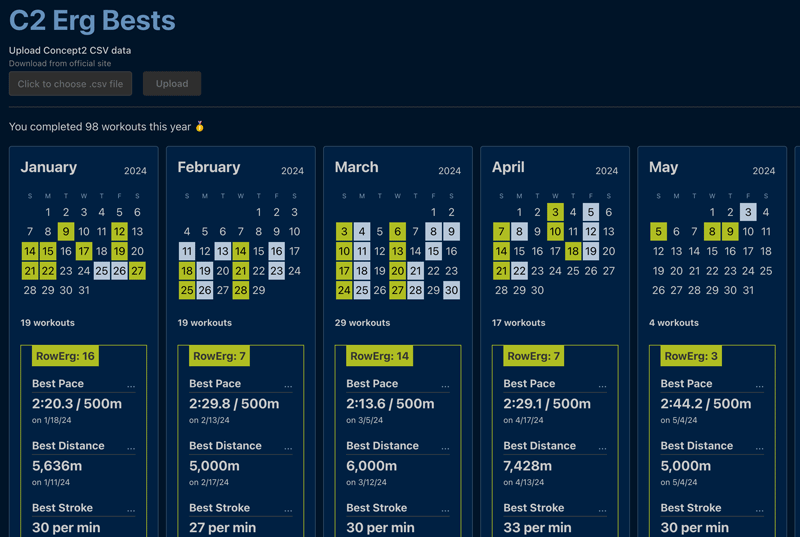 C2 Erg Bests
Upload Concept2 CSV data
Download from official site
Click to choose .csv file
Upload
You completed 98 workouts this year 🏅
January 2024
S M T W T F S
1 2 3 4 5 6
7 8 9 10 11 12 13
14 15 16 17 18 19 20
21 22 23 24 25 26 27
28 29 30 31
19 workouts
RowErg: 16
Best Pace ...
2:20.3 / 500m
on 1/18/24
Best Distance ...
5,636m
on 1/11/24
Best Stroke ...
30 per min
February 2024
S M T W T F S
1 2 3
4 5 6 7 8 9 10
11 12 13 14 15 16 17
18 19 20 21 22 23 24
25 26 27 28 29
19 workouts
RowErg: 7
Best Pace ...
2:29.8 / 500m
on 2/13/24
Best Distance ...
5,000m
on 2/17/24
Best Stroke ...
27 per min
March 2024
S M T W T F S
1 2
3 4 5 6 7 8 9
10 11 12 13 14 15 16
17 18 19 20 21 22 23
24 25 26 27 28 29 30
29 workouts
RowErg: 14
Best Pace ...
2:13.6 / 500m
on 3/5/24
Best Distance ...
6,000m
on 3/12/24
Best Stroke ...
30 per min
April 2024
S M T W T F S
1 2 3 4 5 6
7 8 9 10 11 12 13
14 15 16 17 18 19 20
21 22 23 24 25 26 27
28 29 30
17 workouts
RowErg: 7
Best Pace ...
2:29.1 / 500m
on 4/17/24
Best Distance ...
7,428m
on 4/13/24
Best Stroke ...
33 per min
May 2024
S M T W T F S
1 2 3 4
5 6 7 8 9 10 11
12 13 14 15 16 17 18
19 20 21 22 23 24 25
26 27 28 29 30 31
4 workouts
RowErg: 3
Best Pace ...
2:44.2 / 500m
on 5/4/24
Best Distance ...
5,000m
on 5/4/24
Best Stroke ...
30 per min